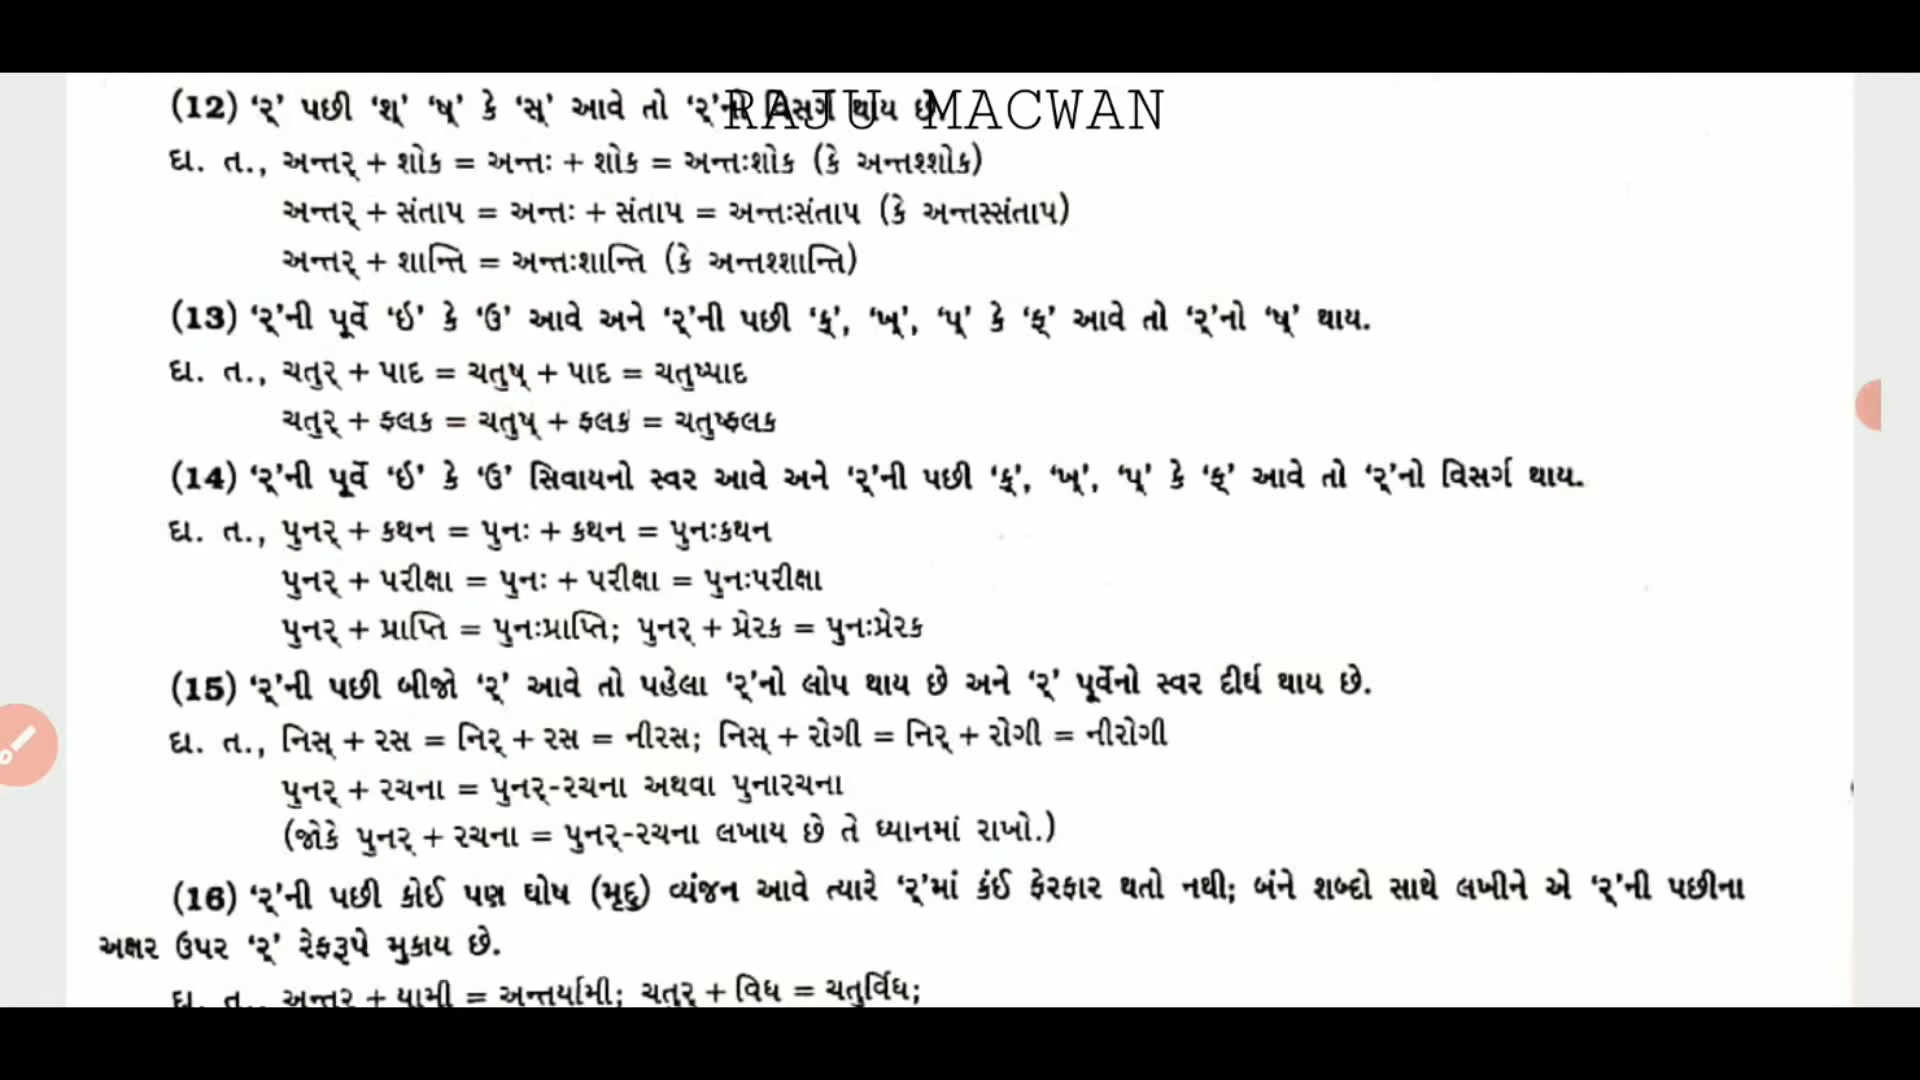 RAJU MACWAN
(12) ‘ર્’ પછી ‘શ્’ ‘ષ્’ કે ‘સ્’ આવે તો ‘ર્’નો વિસર્ગ થાય છે.
દા. ત., અન્તર્ + શોક = અન્તઃ + શોક = અન્તઃશોક (કે અન્તશ્શોક)
અન્તર્ + સંતાપ = અન્તઃ + સંતાપ = અન્તઃસંતાપ (કે અન્તસ્સંતાપ)
અન્તર્ + શાન્તિ = અન્તઃશાન્તિ (કે અન્તશ્શાન્તિ)
(13) ‘ર્’ની પૂર્વે ‘ઇ’ કે ‘ઉ’ આવે અને ‘ર્’ની પછી ‘ક્’, ‘ખ્’, ‘પ્’ કે ‘ફ્’ આવે તો ‘ર્’નો ‘ષ્’ થાય.
દા. ત., ચતુર્ + પાદ = ચતુષ્ + પાદ = ચતુષ્પાદ
ચતુર્ + ફલક = ચતુષ્ + ફલક = ચતુષ્ફલક
(14) ‘ર્’ની પૂર્વે ‘ઇ’ કે ‘ઉ’ સિવાયનો સ્વર આવે અને ‘ર્’ની પછી ‘ક્’, ‘ખ્’, ‘પ્’ કે ‘ફ્’ આવે તો ‘ર્’નો વિસર્ગ થાય.
દા. ત., પુનર્ + કથન = પુનઃ + કથન = પુનઃકથન
પુનર્ + પરીક્ષા = પુનઃ + પરીક્ષા = પુનઃપરીક્ષા
પુનર્ + પ્રાપ્તિ = પુનઃપ્રાપ્તિ; પુનર્ + પ્રેરક = પુનઃપ્રેરક
(15) ‘ર્’ની પછી બીજો ‘ર્’ આવે તો પહેલા ‘ર્’નો લોપ થાય છે અને ‘ર્’ પૂર્વેનો સ્વર દીર્ઘ થાય છે.
દા. ત., નિસ્ + રસ = નિર્ + રસ = નીરસ; નિસ્ + રોગી = નિર્ + રોગી = નીરોગી
પુનર્ + રચના = પુનર્-રચના અથવા પુનારચના
(જોકે પુનર્ + રચના = પુનર્-રચના લખાય છે તે ધ્યાનમાં રાખો.)
(16) ‘ર્’ની પછી કોઈ પણ ઘોષ (મૃદુ) વ્યંજન આવે ત્યારે ‘ર્’માં કંઈ ફેરફાર થતો નથી; બંને શબ્દો સાથે લખીને એ ‘ર્’ની પછીના
અક્ષર ઉપર ‘ર્’ રેફરૂપે મુકાય છે.
દા. ત., અન્તર્ + યામી = અન્તર્યામી; ચતુર્ + વિધ = ચતુર્વિધ;